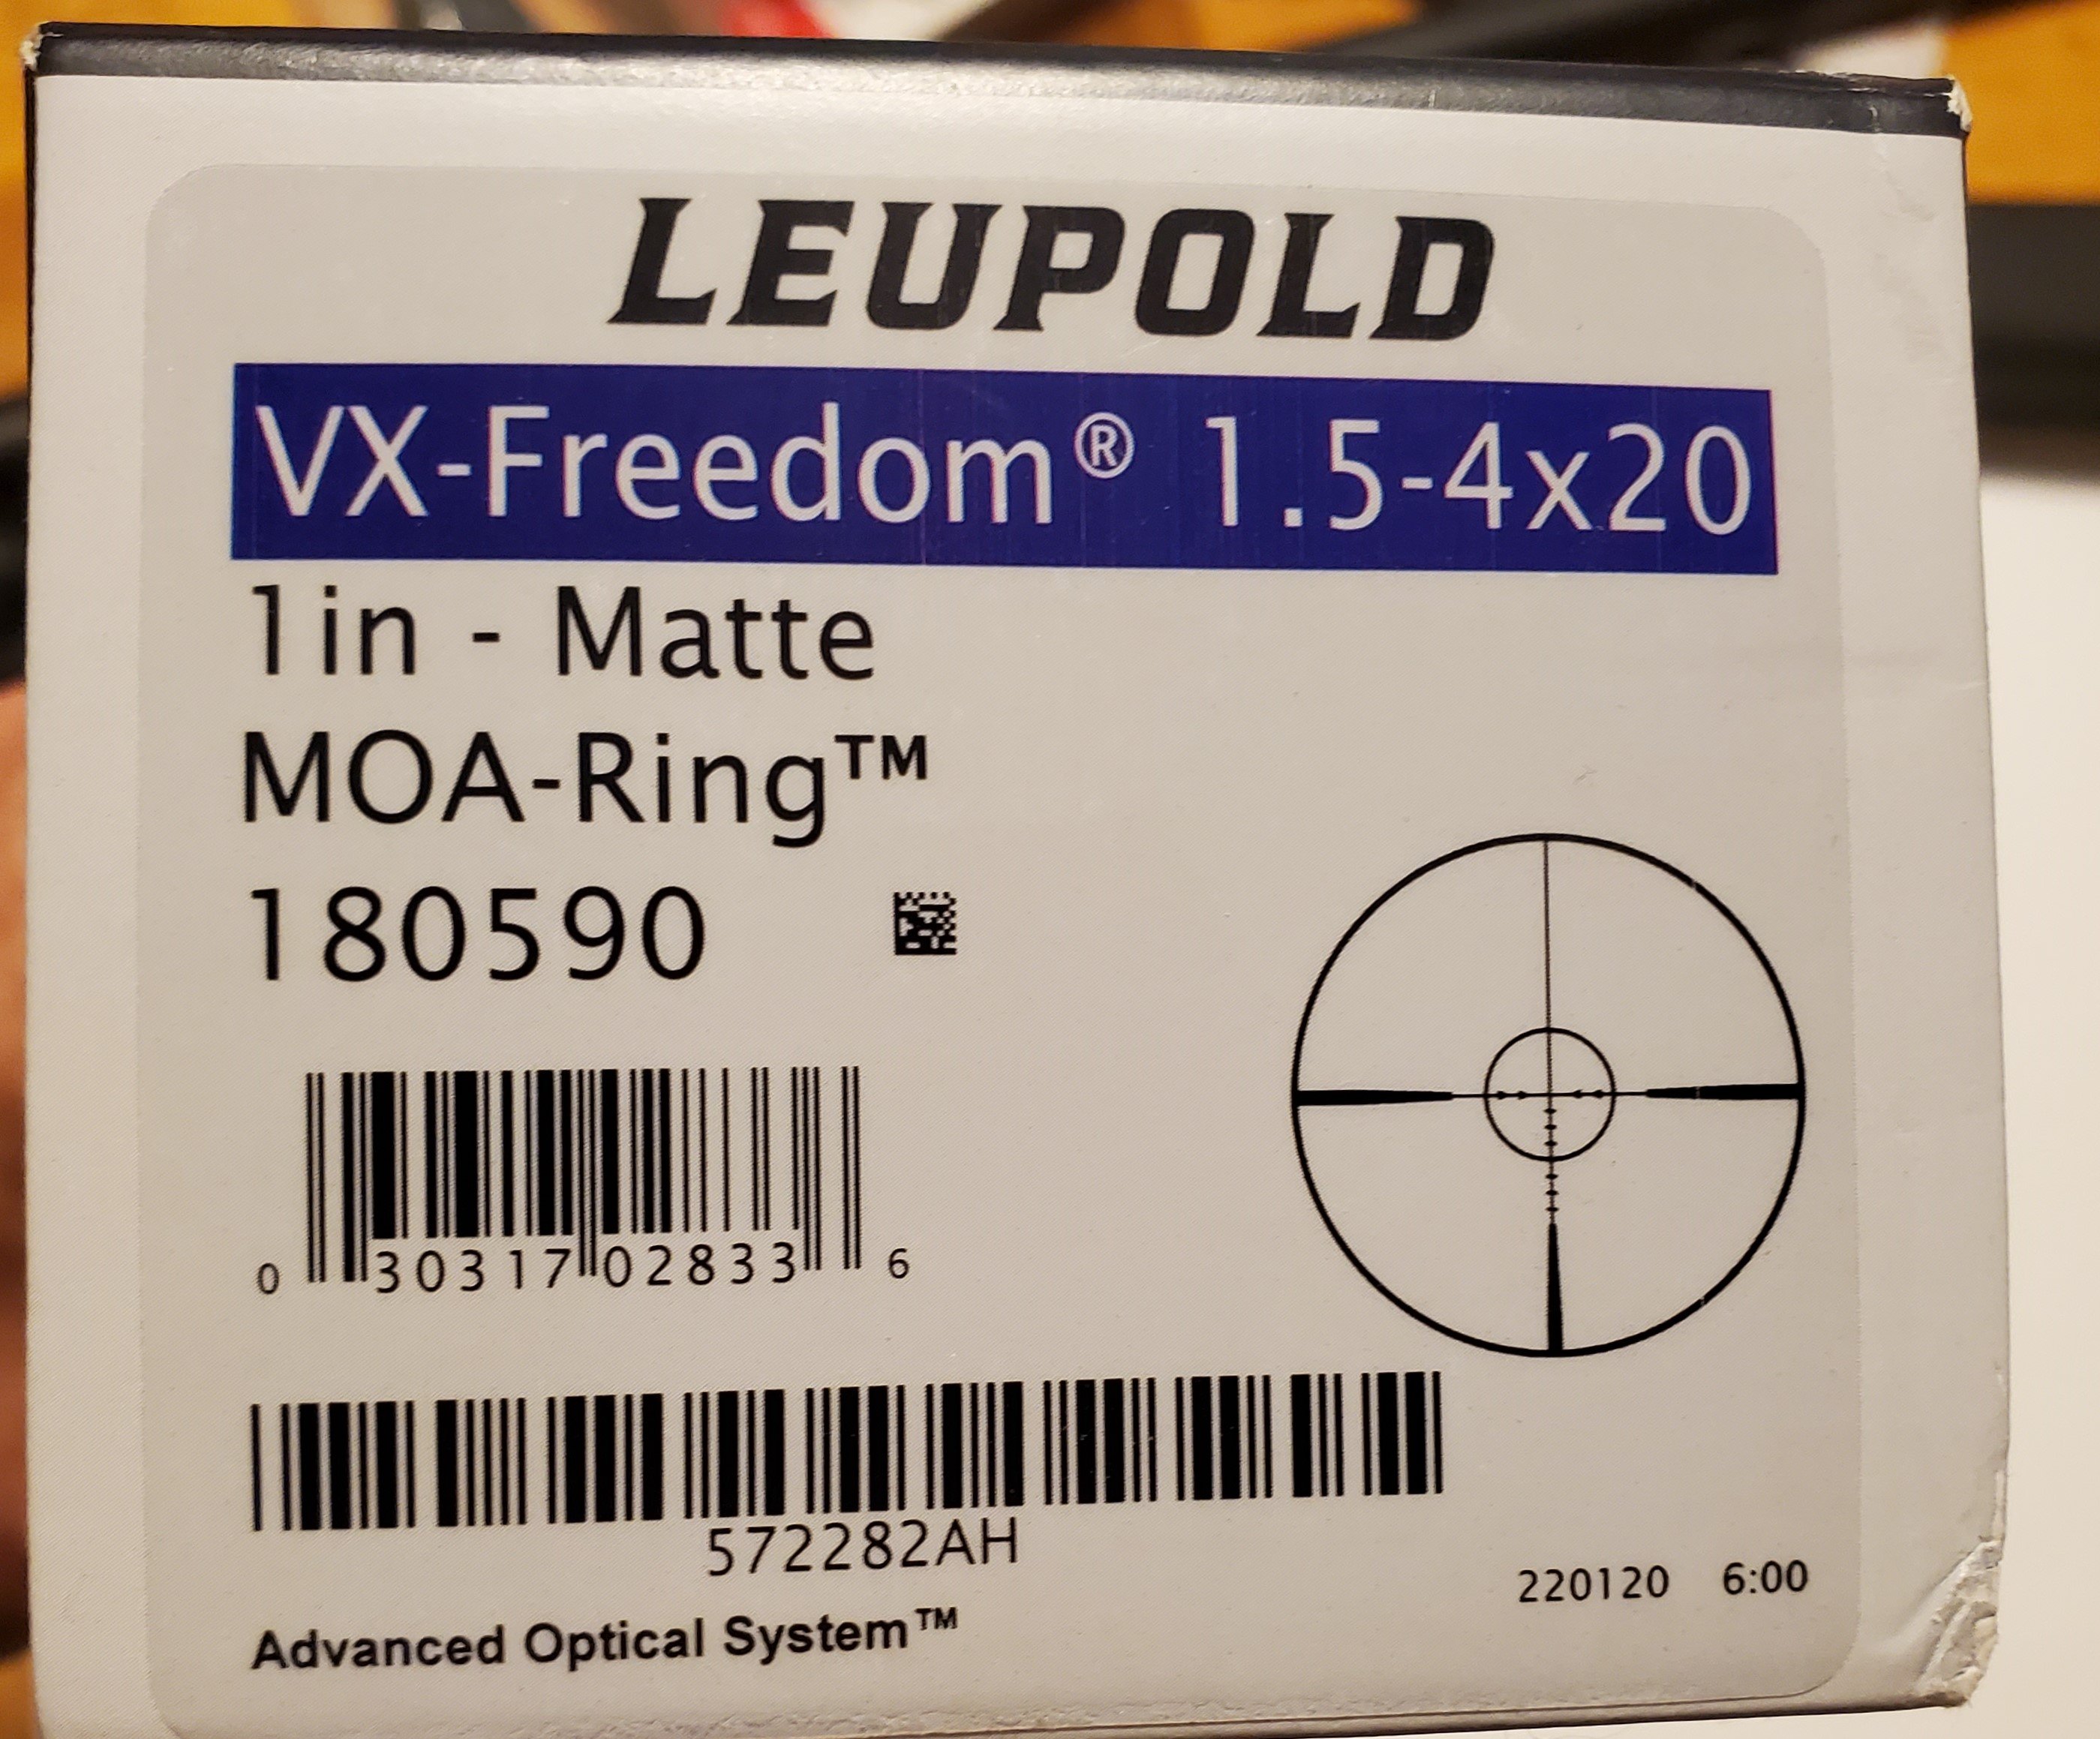 LEUPOLD
VX-Freedom® 1.5-4x20
1in - Matte
MOA-Ring™
180590
0 30317 02833 6
572282AH
220120 6:00
Advanced Optical System™